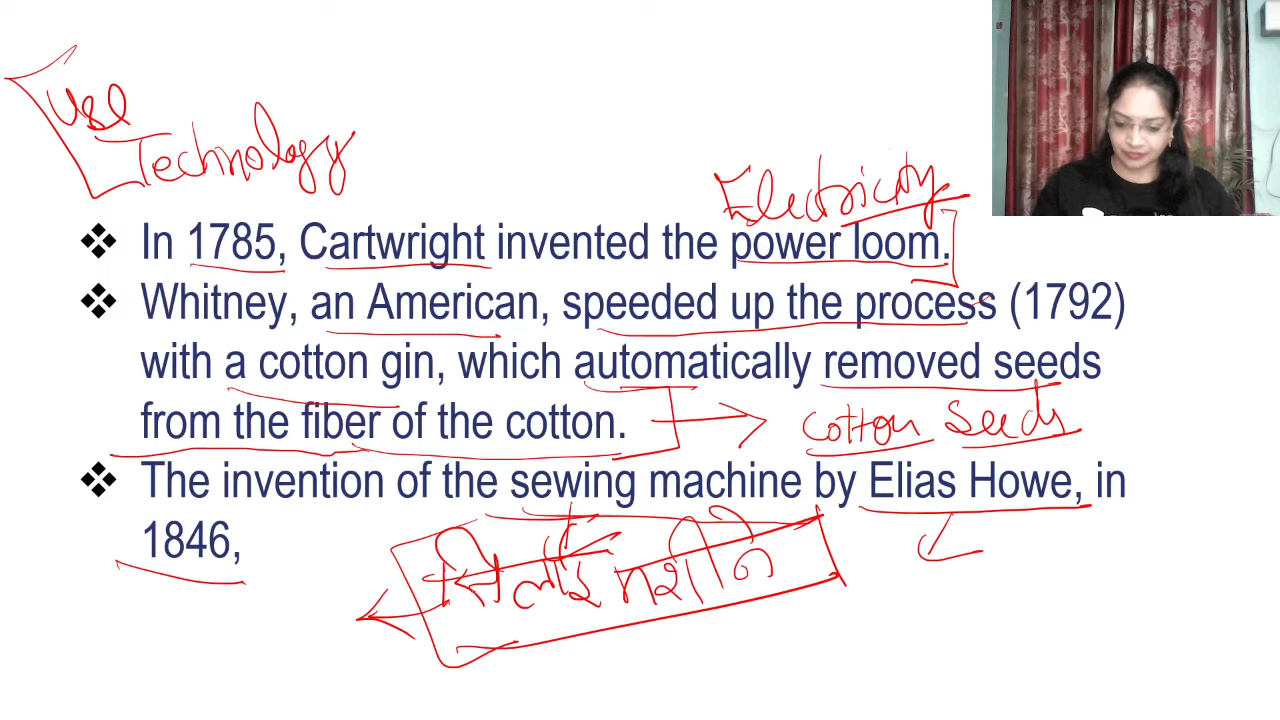 Use
Technology
Electricity
❖ In 1785, Cartwright invented the power loom.
❖ Whitney, an American, speeded up the process (1792)
with a cotton gin, which automatically removed seeds
from the fiber of the cotton.
cotton Seeds
❖ The invention of the sewing machine by Elias Howe, in
1846,
सिलाई मशीन